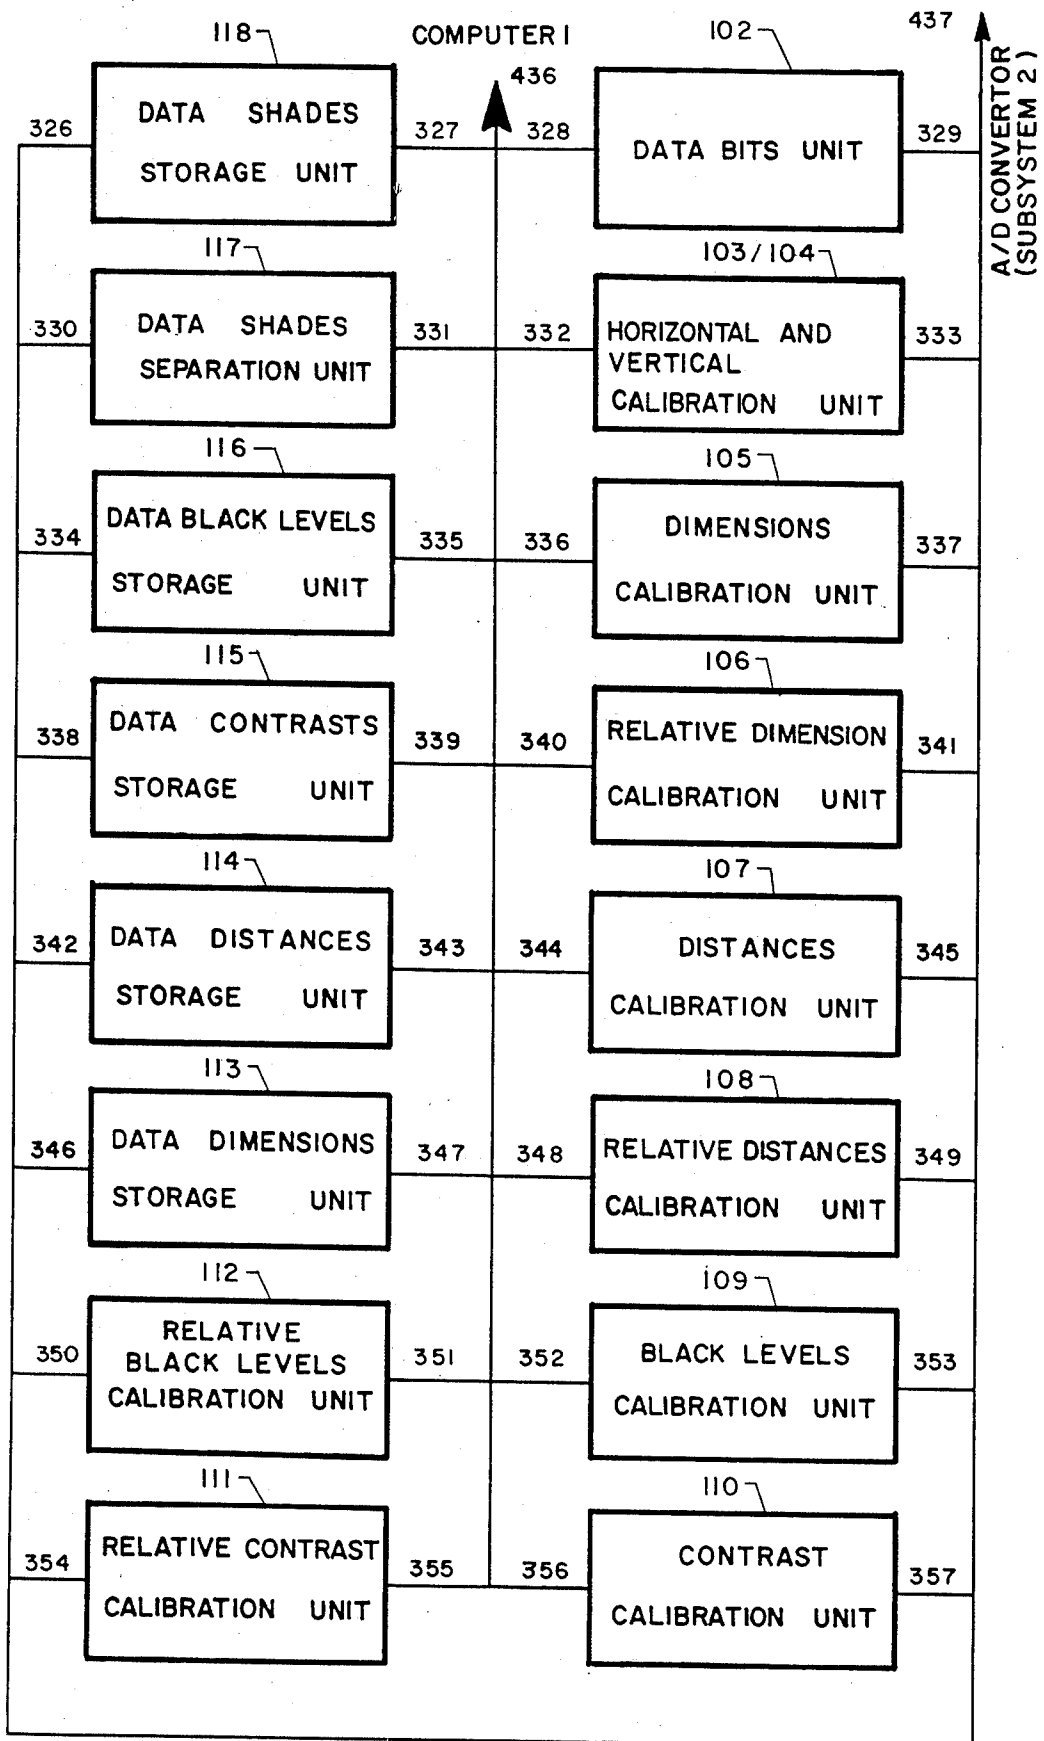 118
COMPUTER 1
102
437
436
A/D CONVERTOR
(SUBSYSTEM 2)
326
DATA SHADES
STORAGE UNIT
327
328
DATA BITS UNIT
329
117
103/104
330
DATA SHADES
SEPARATION UNIT
331
332
HORIZONTAL AND
VERTICAL
CALIBRATION UNIT
333
116
105
334
DATA BLACK LEVELS
STORAGE UNIT
335
336
DIMENSIONS
CALIBRATION UNIT
337
115
106
338
DATA CONTRASTS
STORAGE UNIT
339
340
RELATIVE DIMENSION
CALIBRATION UNIT
341
114
107
342
DATA DISTANCES
STORAGE UNIT
343
344
DISTANCES
CALIBRATION UNIT
345
113
108
346
DATA DIMENSIONS
STORAGE UNIT
347
348
RELATIVE DISTANCES
CALIBRATION UNIT
349
112
109
350
RELATIVE
BLACK LEVELS
CALIBRATION UNIT
351
352
BLACK LEVELS
CALIBRATION UNIT
353
111
110
354
RELATIVE CONTRAST
CALIBRATION UNIT
355
356
CONTRAST
CALIBRATION UNIT
357